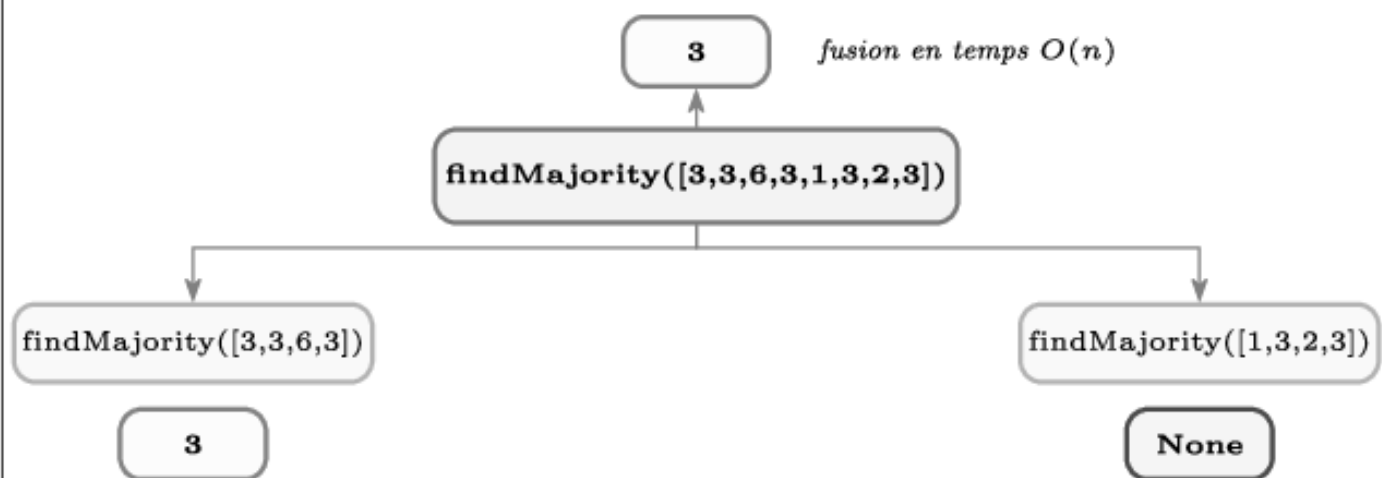 3 fusion en temps O(n)
findMajority([3,3,6,3,1,3,2,3])
findMajority([3,3,6,3]) findMajority([1,3,2,3])
3 None